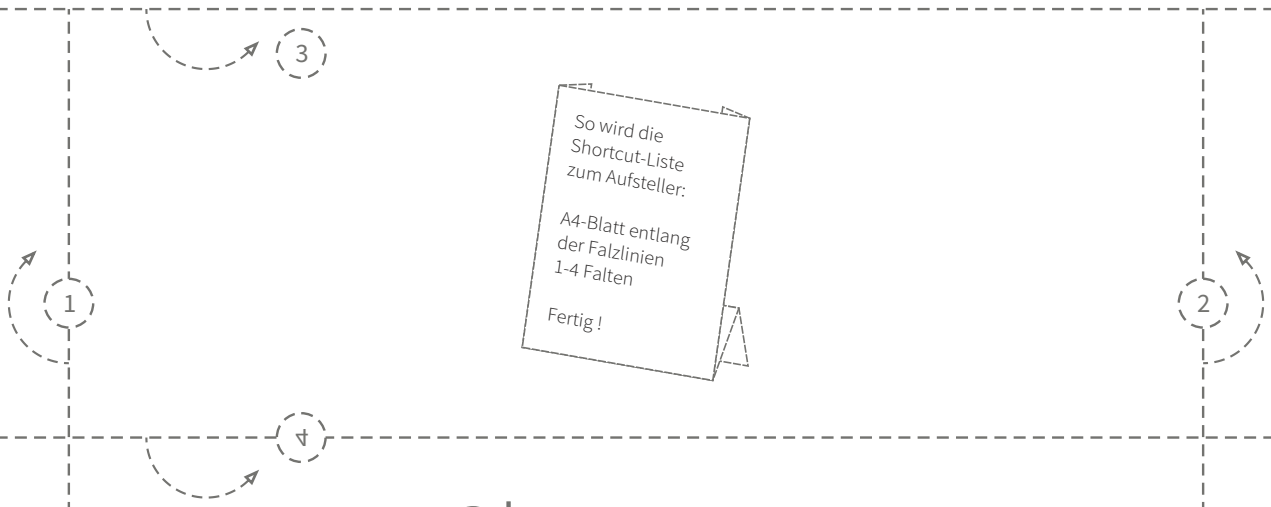 3
So wird die
Shortcut-Liste
zum Aufsteller:
A4-Blatt entlang
der Falzlinien
1-4 Falten
Fertig !
1
2
4